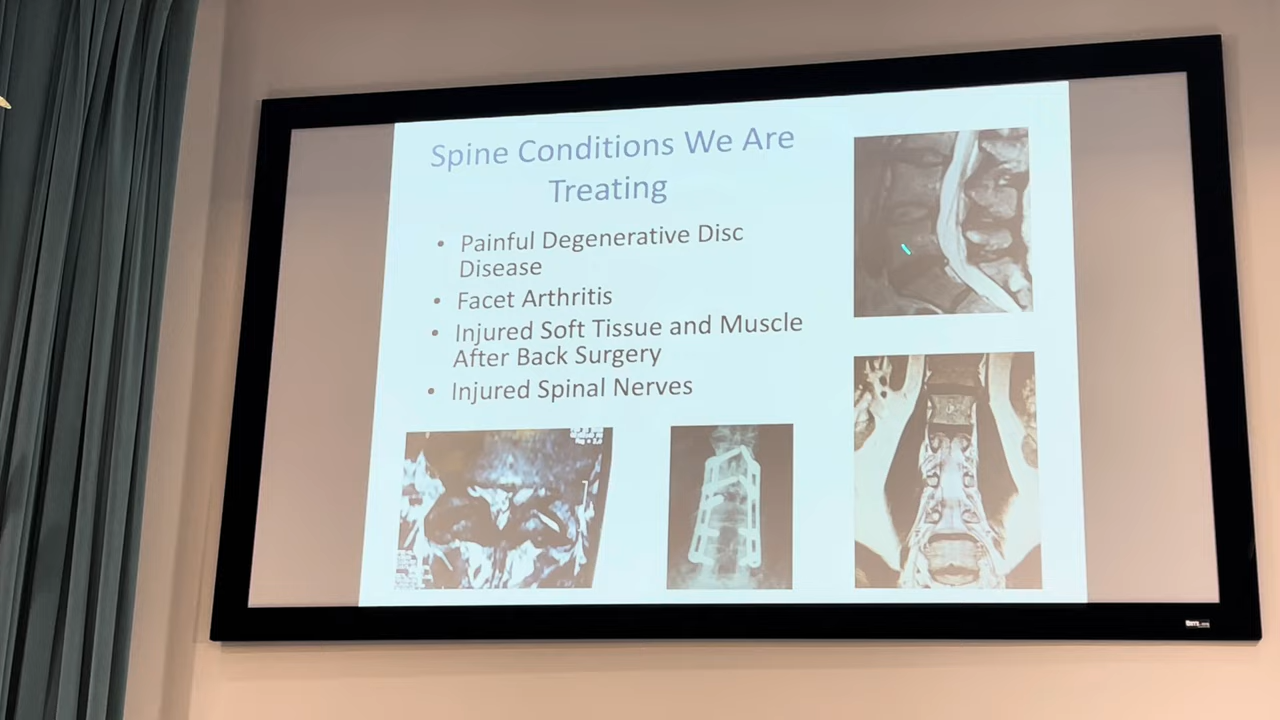 Spine Conditions We Are
Treating
• Painful Degenerative Disc
Disease
• Facet Arthritis
• Injured Soft Tissue and Muscle
After Back Surgery
• Injured Spinal Nerves